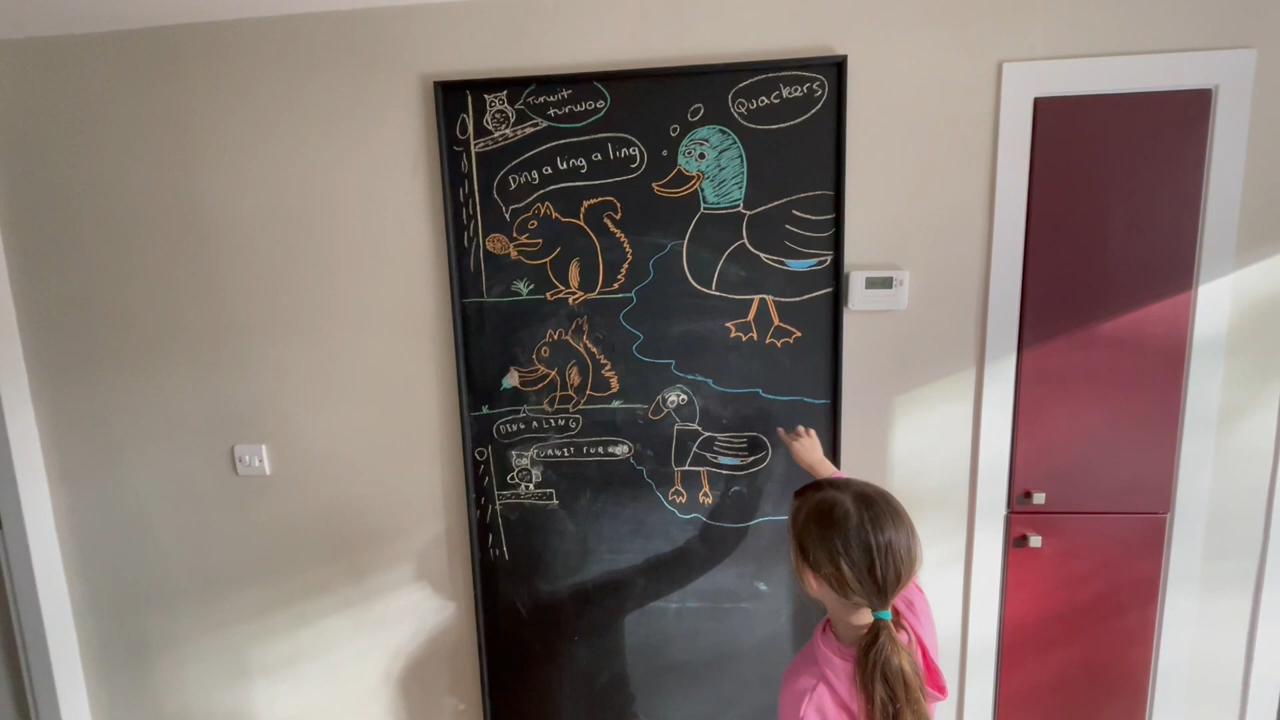 Turwit
turwoo
Quackers
Ding a ling a ling
DING A LING
TURWIT TURWOO